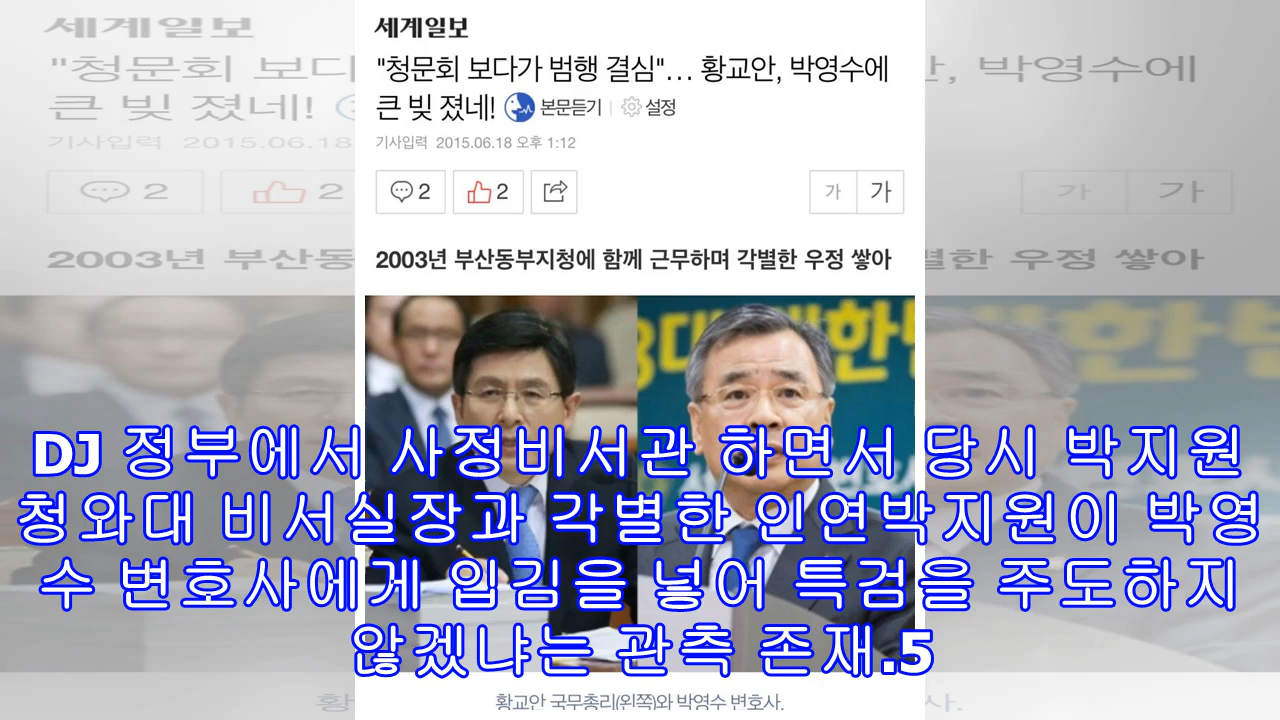 세계일보
"청문회 보다가 범행 결심"… 황교안, 박영수에
큰 빚 졌네! 본문듣기 | 설정
기사입력 2015.06.18 오후 1:12
2 2 가 가
2003년 부산동부지청에 함께 근무하며 각별한 우정 쌓아
DJ 정부에서 사정비서관 하면서 당시 박지원
청와대 비서실장과 각별한 인연박지원이 박영
수 변호사에게 입김을 넣어 특검을 주도하지
않겠냐는 관측 존재.5
황교안 국무총리(왼쪽)와 박영수 변호사.